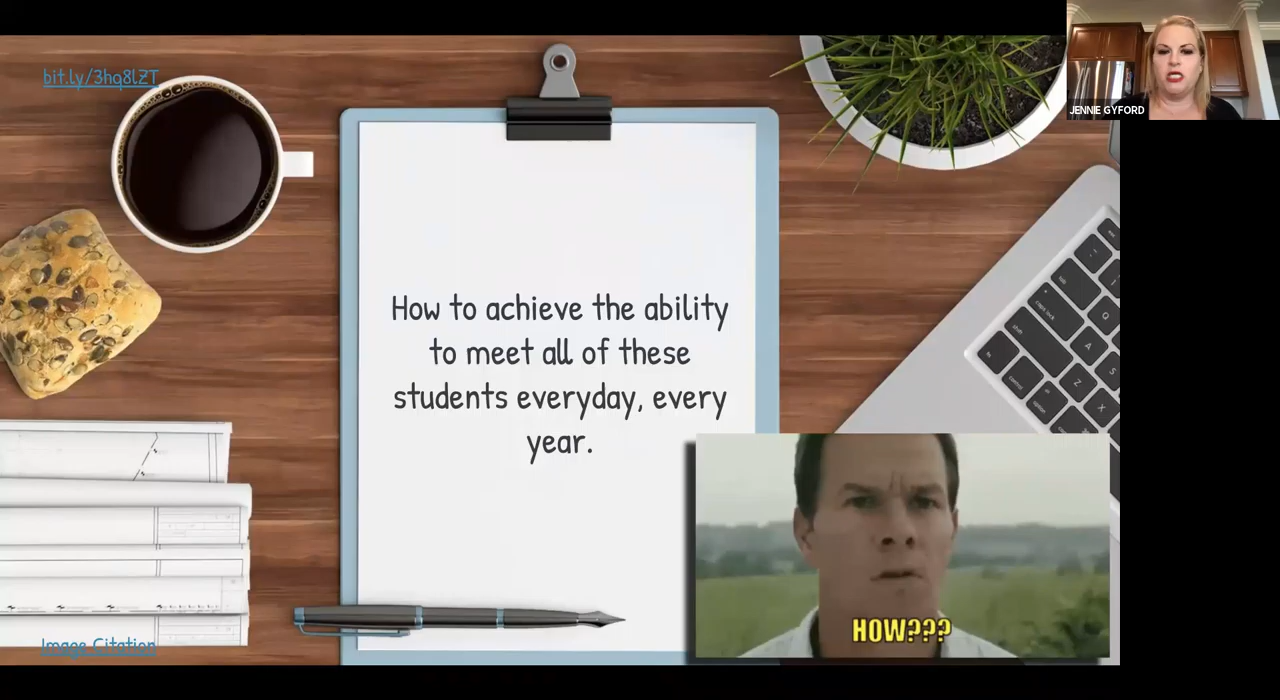 bit.ly/3hq8lZT
JENNIE GYFORD
How to achieve the ability
to meet all of these
students everyday, every
year.
HOW???
Image Citation